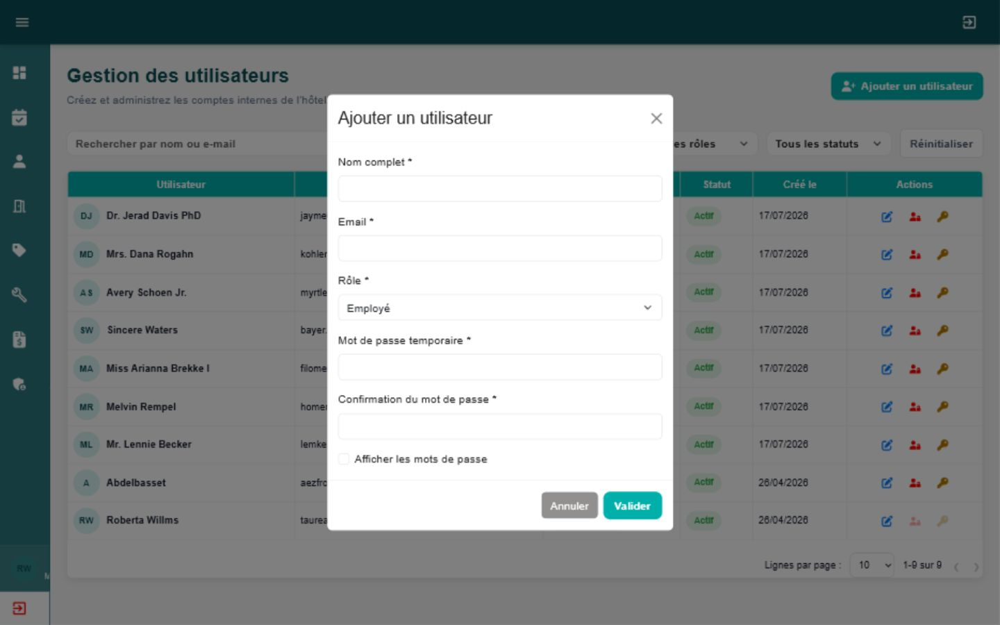 Gestion des utilisateurs
Créez et administrez les comptes internes de l'hôtel
Ajouter un utilisateur
Rechercher par nom ou e-mail
es rôles
Tous les statuts
Réinitialiser
Utilisateur
Statut
Créé le
Actions
DJ Dr. Jerad Davis PhD jayme Actif 17/07/2026
MD Mrs. Dana Rogahn kohler Actif 17/07/2026
AS Avery Schoen Jr. myrtle Actif 17/07/2026
SW Sincere Waters bayer. Actif 17/07/2026
MA Miss Arianna Brekke I filome Actif 17/07/2026
MR Melvin Rempel homer Actif 17/07/2026
ML Mr. Lennie Becker lemke Actif 17/07/2026
A Abdelbasset aezfrc Actif 26/04/2026
RW Roberta Willms taurea Actif 26/04/2026
Lignes par page : 10 1-9 sur 9
RW
M
Ajouter un utilisateur
Nom complet *
Email *
Rôle *
Employé
Mot de passe temporaire *
Confirmation du mot de passe *
Afficher les mots de passe
Annuler
Valider